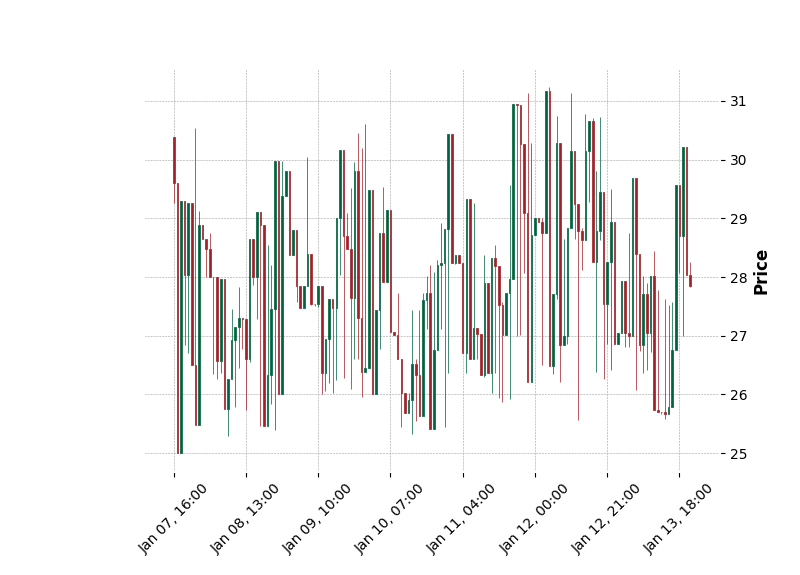 31
30
29
28
27
26
25
Price
Jan 07, 16:00
Jan 08, 13:00
Jan 09, 10:00
Jan 10, 07:00
Jan 11, 04:00
Jan 12, 00:00
Jan 12, 21:00
Jan 13, 18:00